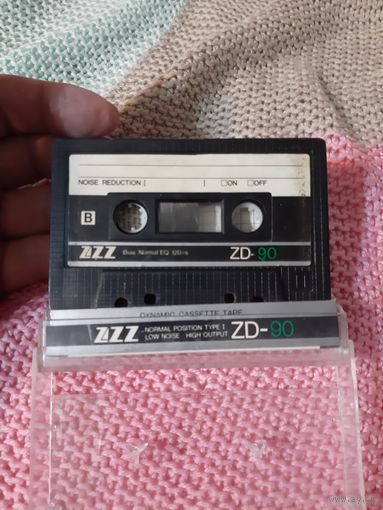 NOISE REDUCTION [ ] □ON □OFF
B
ZZZ Bias Normal EQ 120μs ZD-90
DYNAMIC CASSETTE TAPE
ZZZ NORMAL POSITION TYPE I ZD-90
LOW NOISE HIGH OUTPUT